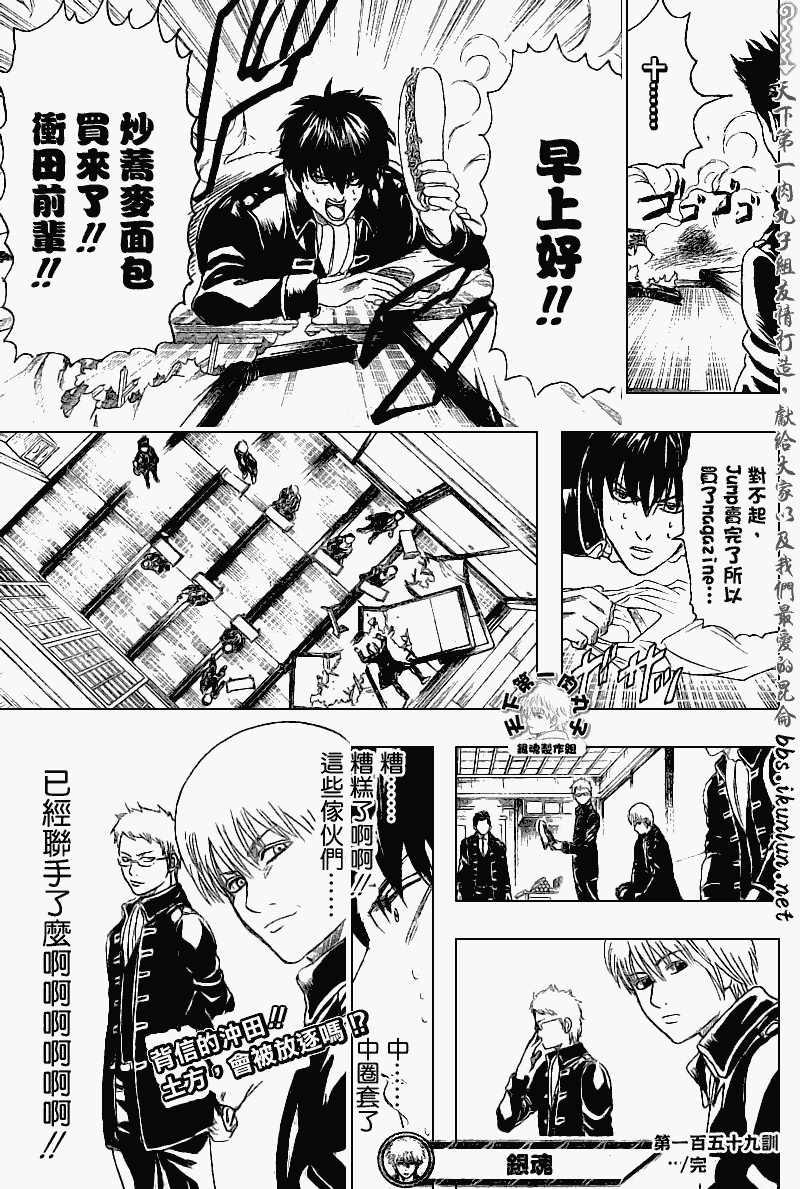 十……
ゴゴゴゴ
早上好!!
炒蕎麥面包
買來了!!
衝田前輩!!
對不起，
Jump賣完了所以
買了magazine…
天下第一肉丸子
銀魂製作組
糟……
糟糕了啊啊!!
這些傢伙們……
已經聯手了麼啊啊啊啊啊啊!!
中……
中圈套了
背信的沖田!!
土方，會被放逐嗎!?
銀魂
第一百五十九訓
…/完
天下第一肉丸子組友情打造，獻給大家以及我們最愛的昆侖 bbs.ikunlun.net